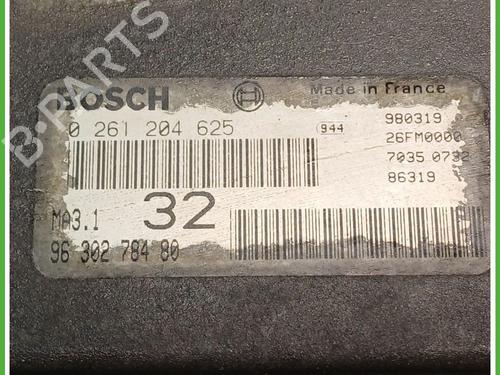 B-PARTS
BOSCH
Made in France
0 261 204 625
944
980319
26FM0000
7035 0732
86319
MA3.1
32
96 302 784 80